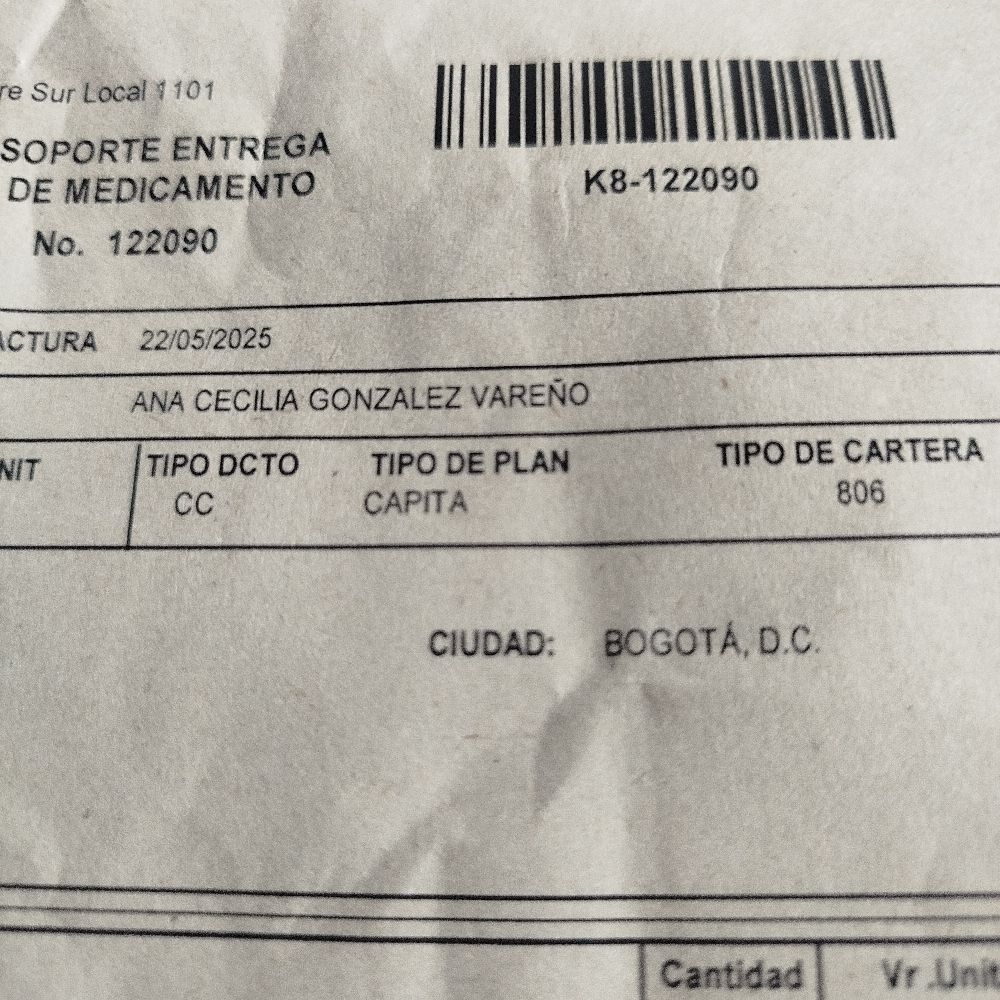 re Sur Local 1101
SOPORTE ENTREGA
DE MEDICAMENTO
No. 122090
K8-122090
ACTURA 22/05/2025
ANA CECILIA GONZALEZ VAREÑO
NIT TIPO DCTO TIPO DE PLAN TIPO DE CARTERA
CC CAPITA 806
CIUDAD: BOGOTÁ, D.C.
Cantidad Vr .Unit